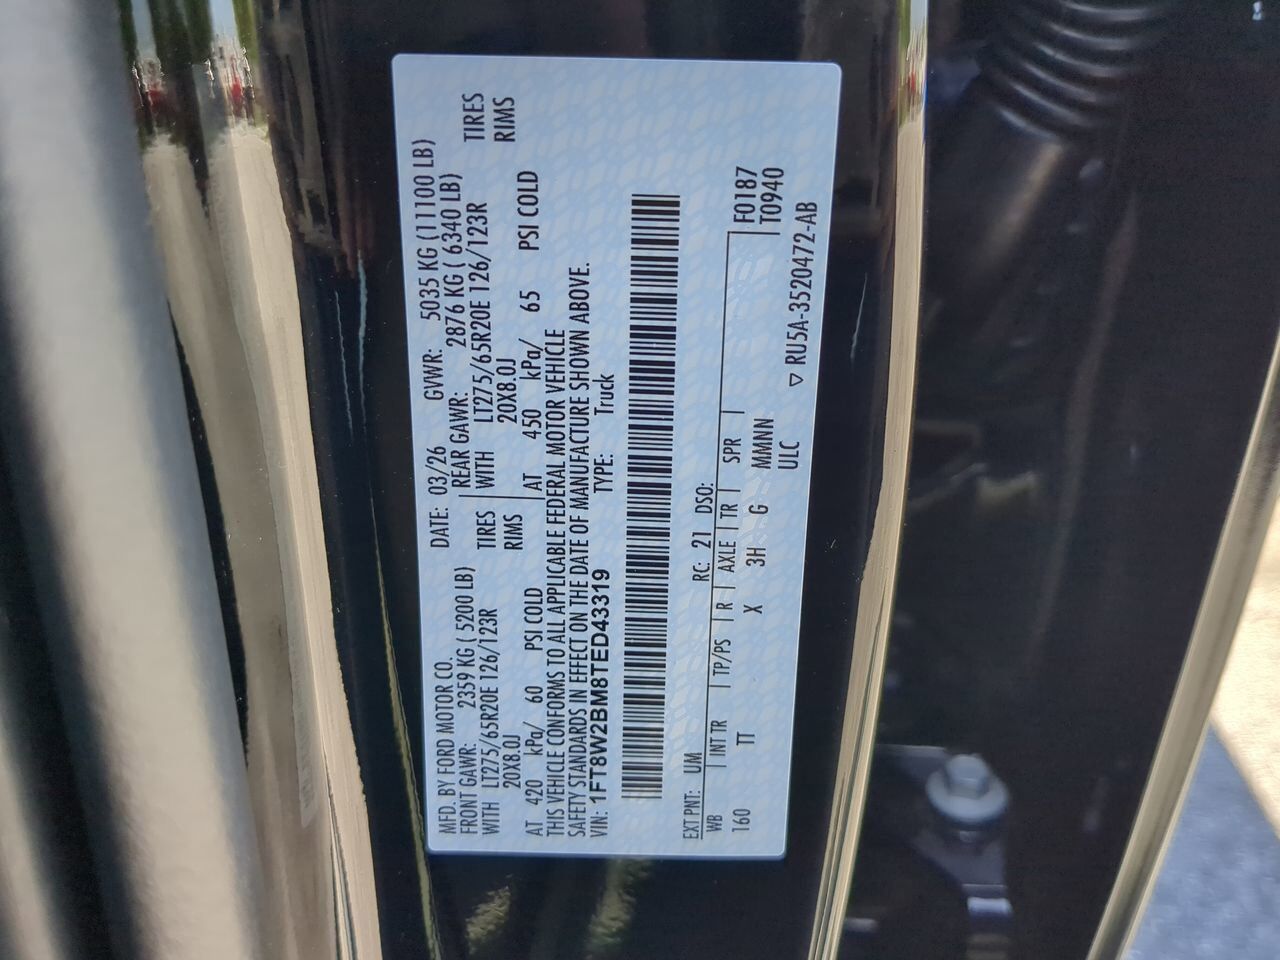 MFD. BY FORD MOTOR CO.
DATE: 03/26 GVWR: 5035 KG (11100 LB)
FRONT GAWR: 2359 KG ( 5200 LB) REAR GAWR: 2876 KG ( 6340 LB)
WITH LT275/65R20E 126/123R TIRES WITH LT275/65R20E 126/123R TIRES
20X8.0J RIMS 20X8.0J RIMS
AT 420 kPa/ 60 PSI COLD AT 450 kPa/ 65 PSI COLD
THIS VEHICLE CONFORMS TO ALL APPLICABLE FEDERAL MOTOR VEHICLE
SAFETY STANDARDS IN EFFECT ON THE DATE OF MANUFACTURE SHOWN ABOVE.
VIN: 1FT8W2BM8TED43319 TYPE: Truck
EXT PNT: UM RC: 21 DSO:
WB INT TR TP/PS R AXLE TR SPR F0187
160 TT X 3H G MMNNN T0940
ULC
▽ RU5A-3520472-AB